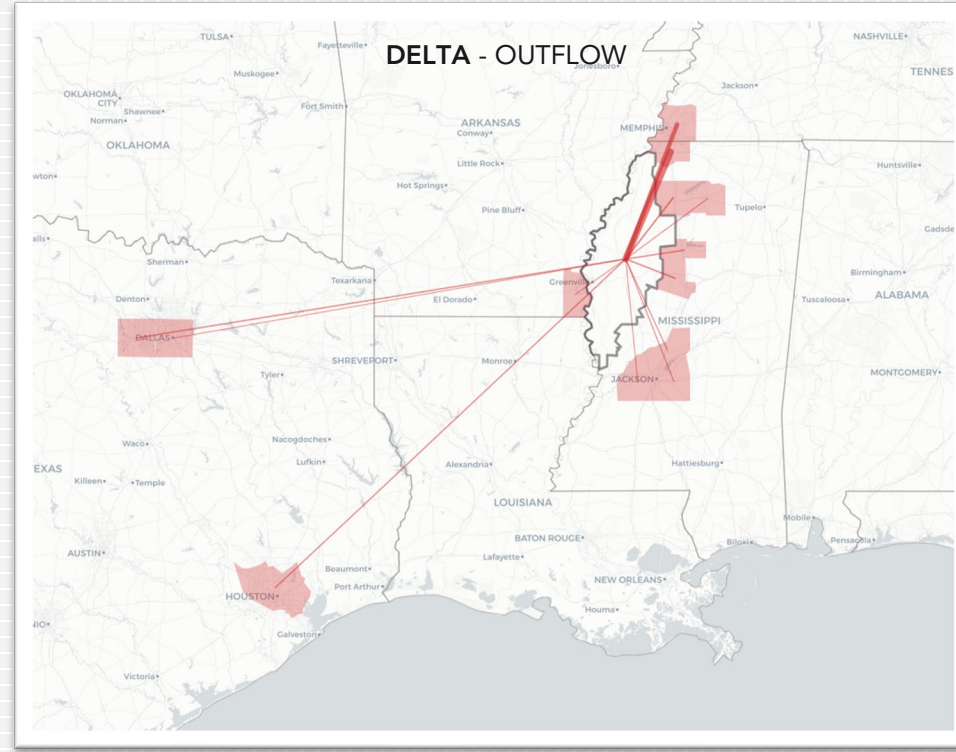 DELTA - OUTFLOW
TULSA
Fayetteville
Jonesboro
NASHVILLE
TENNES
Muskogee
Jackson
OKLAHOMA
CITY
Shawnee
Norman
Fort Smith
ARKANSAS
Conway
MEMPHIS
OKLAHOMA
Little Rock
Huntsville
wton
Hot Springs
Pine Bluff
Tupelo
Gadsde
alls
Sherman
Birmingham
Texarkana
Greenville
Denton
El Dorado
Tuscaloosa
ALABAMA
MISSISSIPPI
DALLAS
SHREVEPORT
Monroe
Tyler
JACKSON
MONTGOMERY
Waco
Nacogdoches
Lufkin
Alexandria
Hattiesburg
EXAS
Killeen
Temple
LOUISIANA
Mobile
BATON ROUGE
Biloxi
Pensacola
AUSTIN
Lafayette
Beaumont
NEW ORLEANS
Port Arthur
HOUSTON
Houma
NIO
Galveston
Victoria